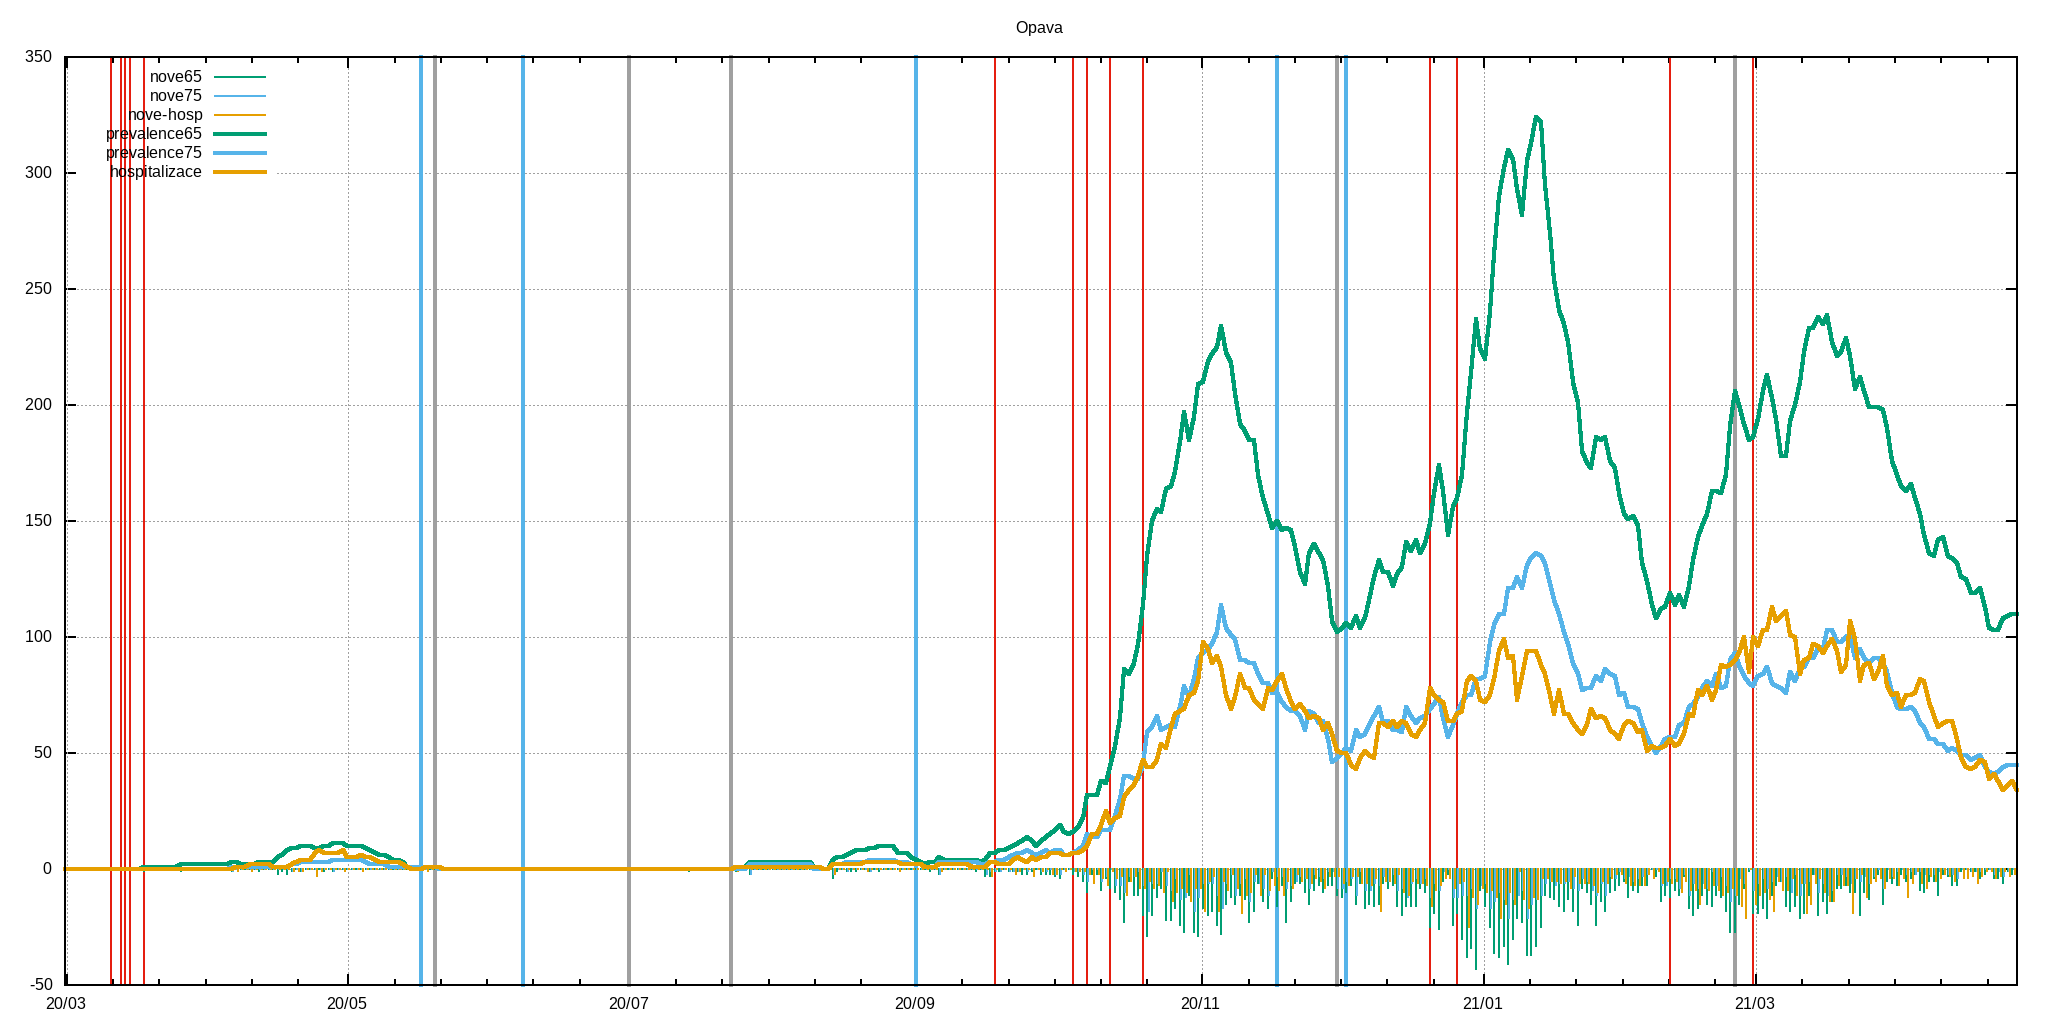 Opava
350
300
250
200
150
100
50
0
-50
nove65
nove75
nove-hosp
prevalence65
prevalence75
hospitalizace
20/03 20/05 20/07 20/09 20/11 21/01 21/03